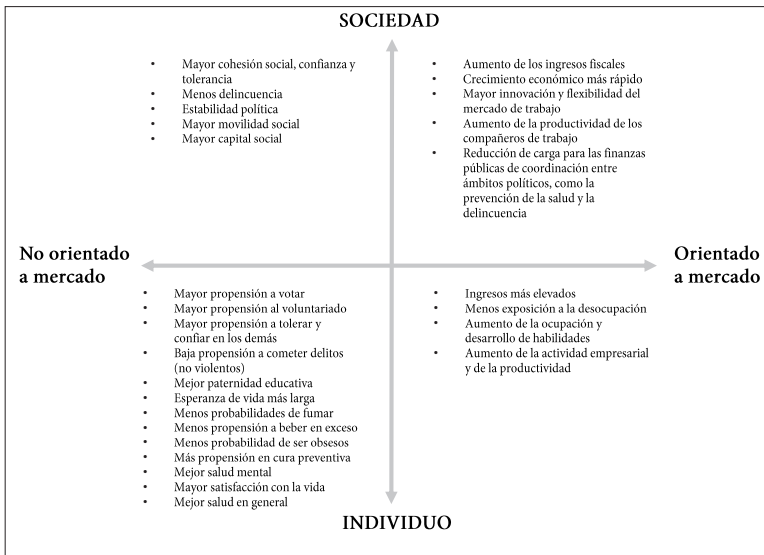 SOCIEDAD
• Mayor cohesión social, confianza y
tolerancia
• Menos delincuencia
• Estabilidad política
• Mayor movilidad social
• Mayor capital social
• Aumento de los ingresos fiscales
• Crecimiento económico más rápido
• Mayor innovación y flexibilidad del
mercado de trabajo
• Aumento de la productividad de los
compañeros de trabajo
• Reducción de carga para las finanzas
públicas de coordinación entre
ámbitos políticos, como la
prevención de la salud y la
delincuencia
No orientado
a mercado
Orientado
a mercado
• Mayor propensión a votar
• Mayor propensión al voluntariado
• Mayor propensión a tolerar y
confiar en los demás
• Baja propensión a cometer delitos
(no violentos)
• Mejor paternidad educativa
• Esperanza de vida más larga
• Menos probabilidades de fumar
• Menos propensión a beber en exceso
• Menos probabilidad de ser obsesos
• Más propensión en cura preventiva
• Mejor salud mental
• Mayor satisfacción con la vida
• Mejor salud en general
• Ingresos más elevados
• Menos exposición a la desocupación
• Aumento de la ocupación y
desarrollo de habilidades
• Aumento de la actividad empresarial
y de la productividad
INDIVIDUO